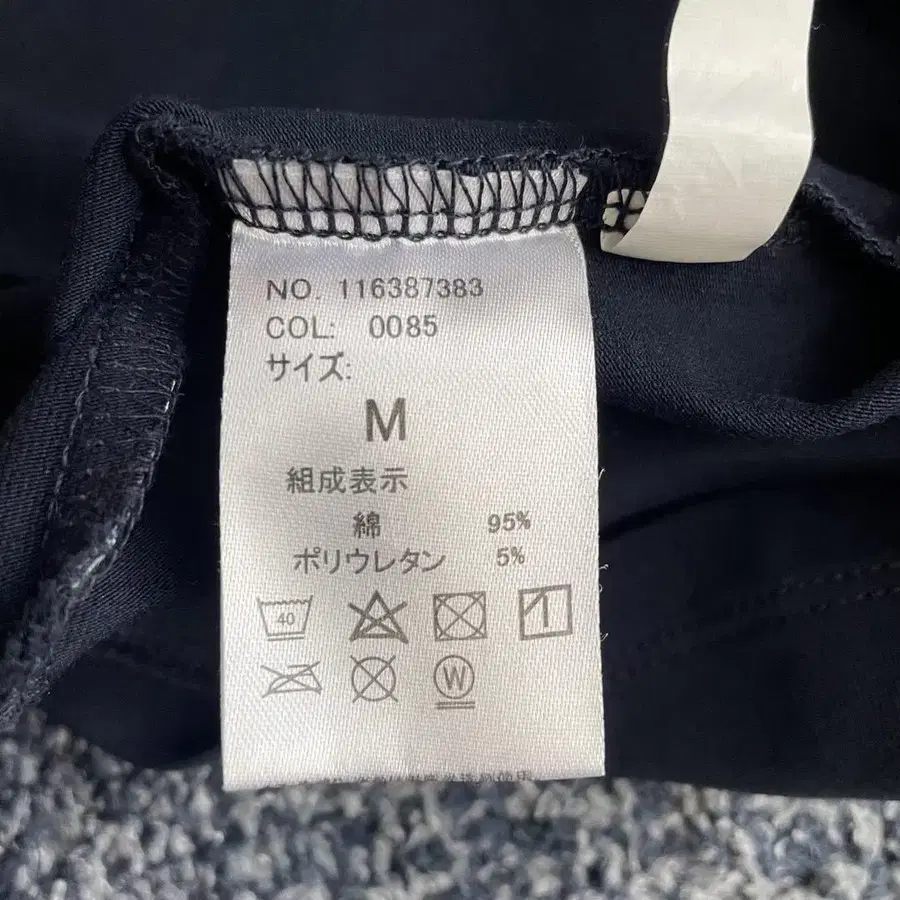 NO. 116387383
COL: 0085
サイズ:
M
組成表示
綿 95%
ポリウレタン 5%
40
W